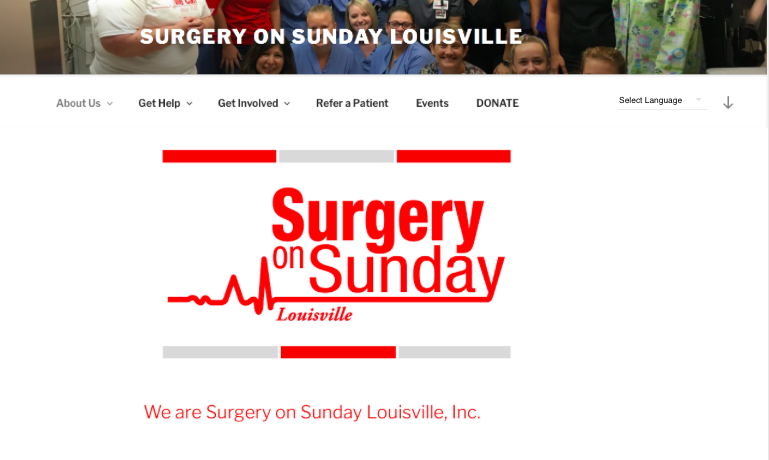 SURGERY ON SUNDAY LOUISVILLE
About Us
Get Help
Get Involved
Refer a Patient
Events
DONATE
Select Language
Surgery
on Sunday
Louisville
We are Surgery on Sunday Louisville, Inc.